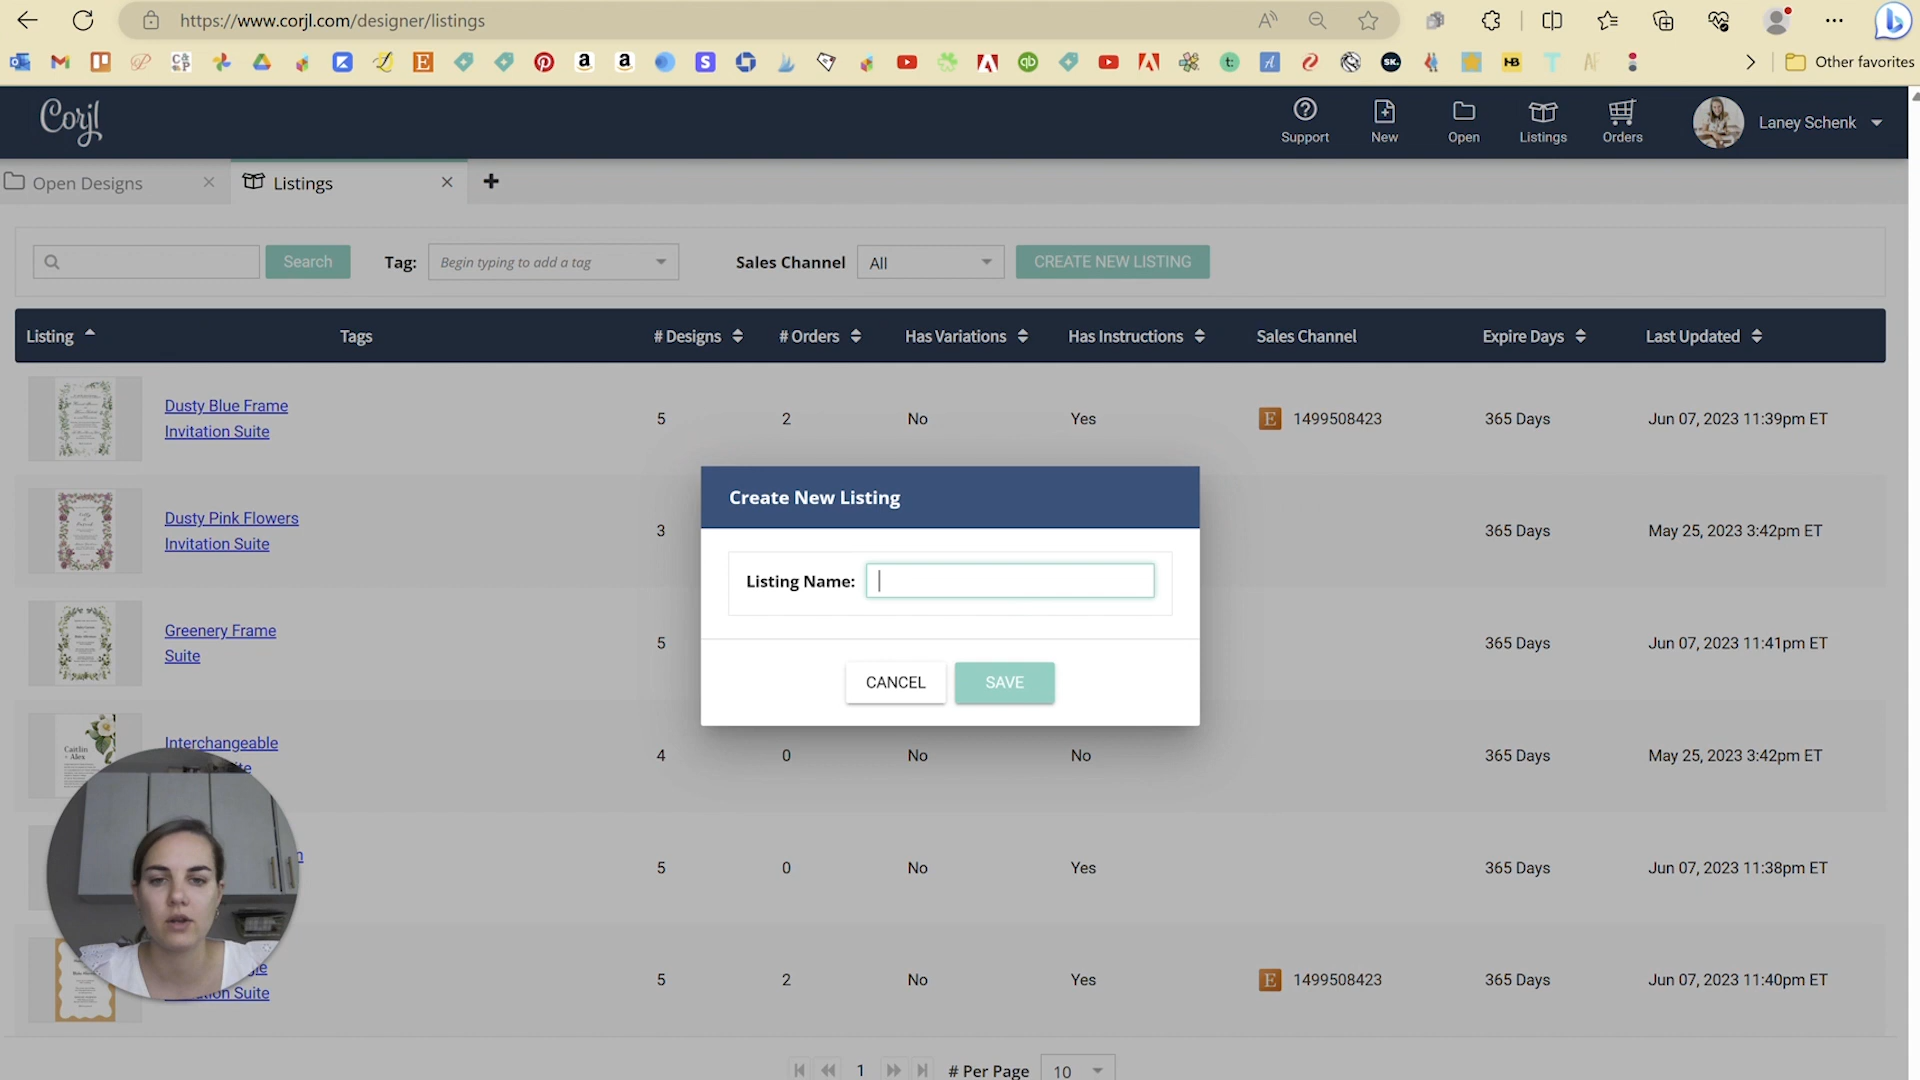 https://www.corjl.com/designer/listings
Other favorites
Corjl
Support
New
Open
Listings
Orders
Laney Schenk
Open Designs
Listings
Search
Tag:
Begin typing to add a tag
Sales Channel
All
CREATE NEW LISTING
Listing
Tags
# Designs
# Orders
Has Variations
Has Instructions
Sales Channel
Expire Days
Last Updated
Dusty Blue Frame
Invitation Suite
5
2
No
Yes
1499508423
365 Days
Jun 07, 2023 11:39pm ET
Dusty Pink Flowers
Invitation Suite
3
365 Days
May 25, 2023 3:42pm ET
Greenery Frame
Suite
5
365 Days
Jun 07, 2023 11:41pm ET
Create New Listing
Listing Name:
CANCEL
SAVE
Caitlin
+ Alex
Interchangeable
4
0
No
No
365 Days
May 25, 2023 3:42pm ET
5
0
No
Yes
365 Days
Jun 07, 2023 11:38pm ET
Suite
5
2
No
Yes
1499508423
365 Days
Jun 07, 2023 11:40pm ET
1
# Per Page
10